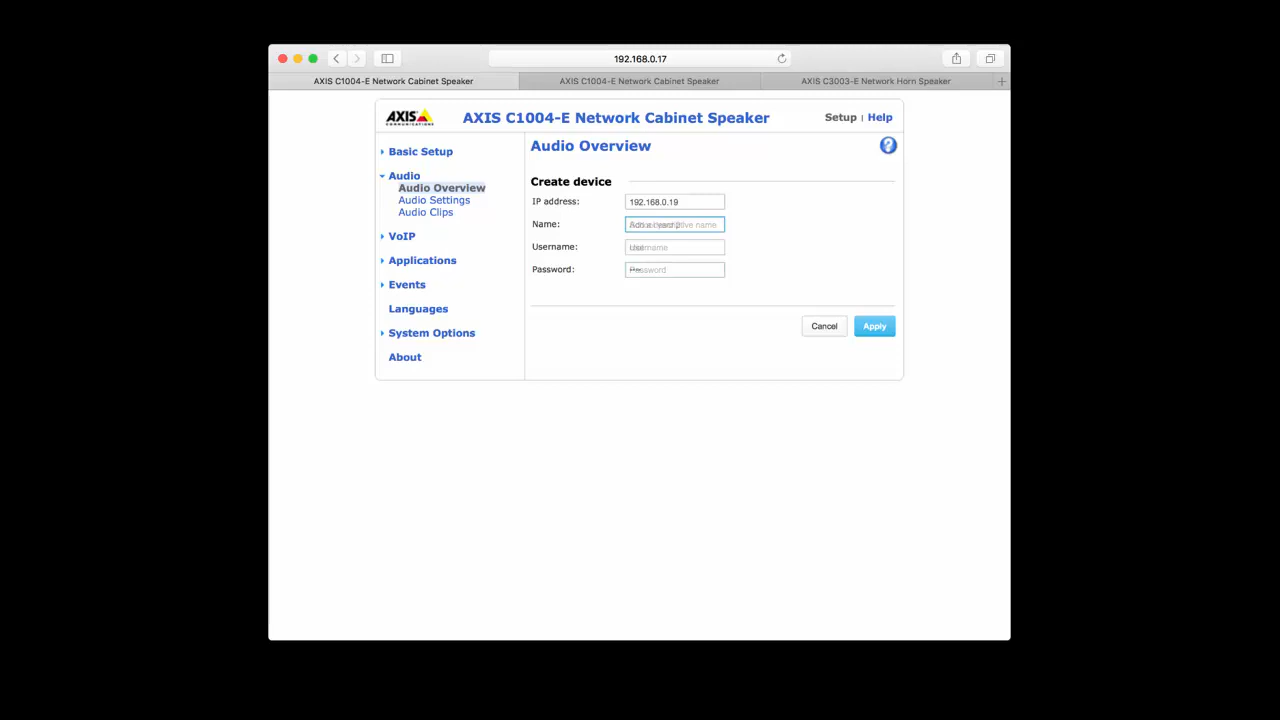 192.168.0.17
AXIS C1004-E Network Cabinet Speaker
AXIS C1004-E Network Cabinet Speaker
AXIS C3003-E Network Horn Speaker
AXIS
COMMUNICATIONS
AXIS C1004-E Network Cabinet Speaker
Setup | Help
Basic Setup
Audio
Audio Overview
Audio Settings
Audio Clips
VoIP
Applications
Events
Languages
System Options
About
Audio Overview
Create device
IP address: 192.168.0.19
Name:
Username: Username
Password: Password
Cancel Apply